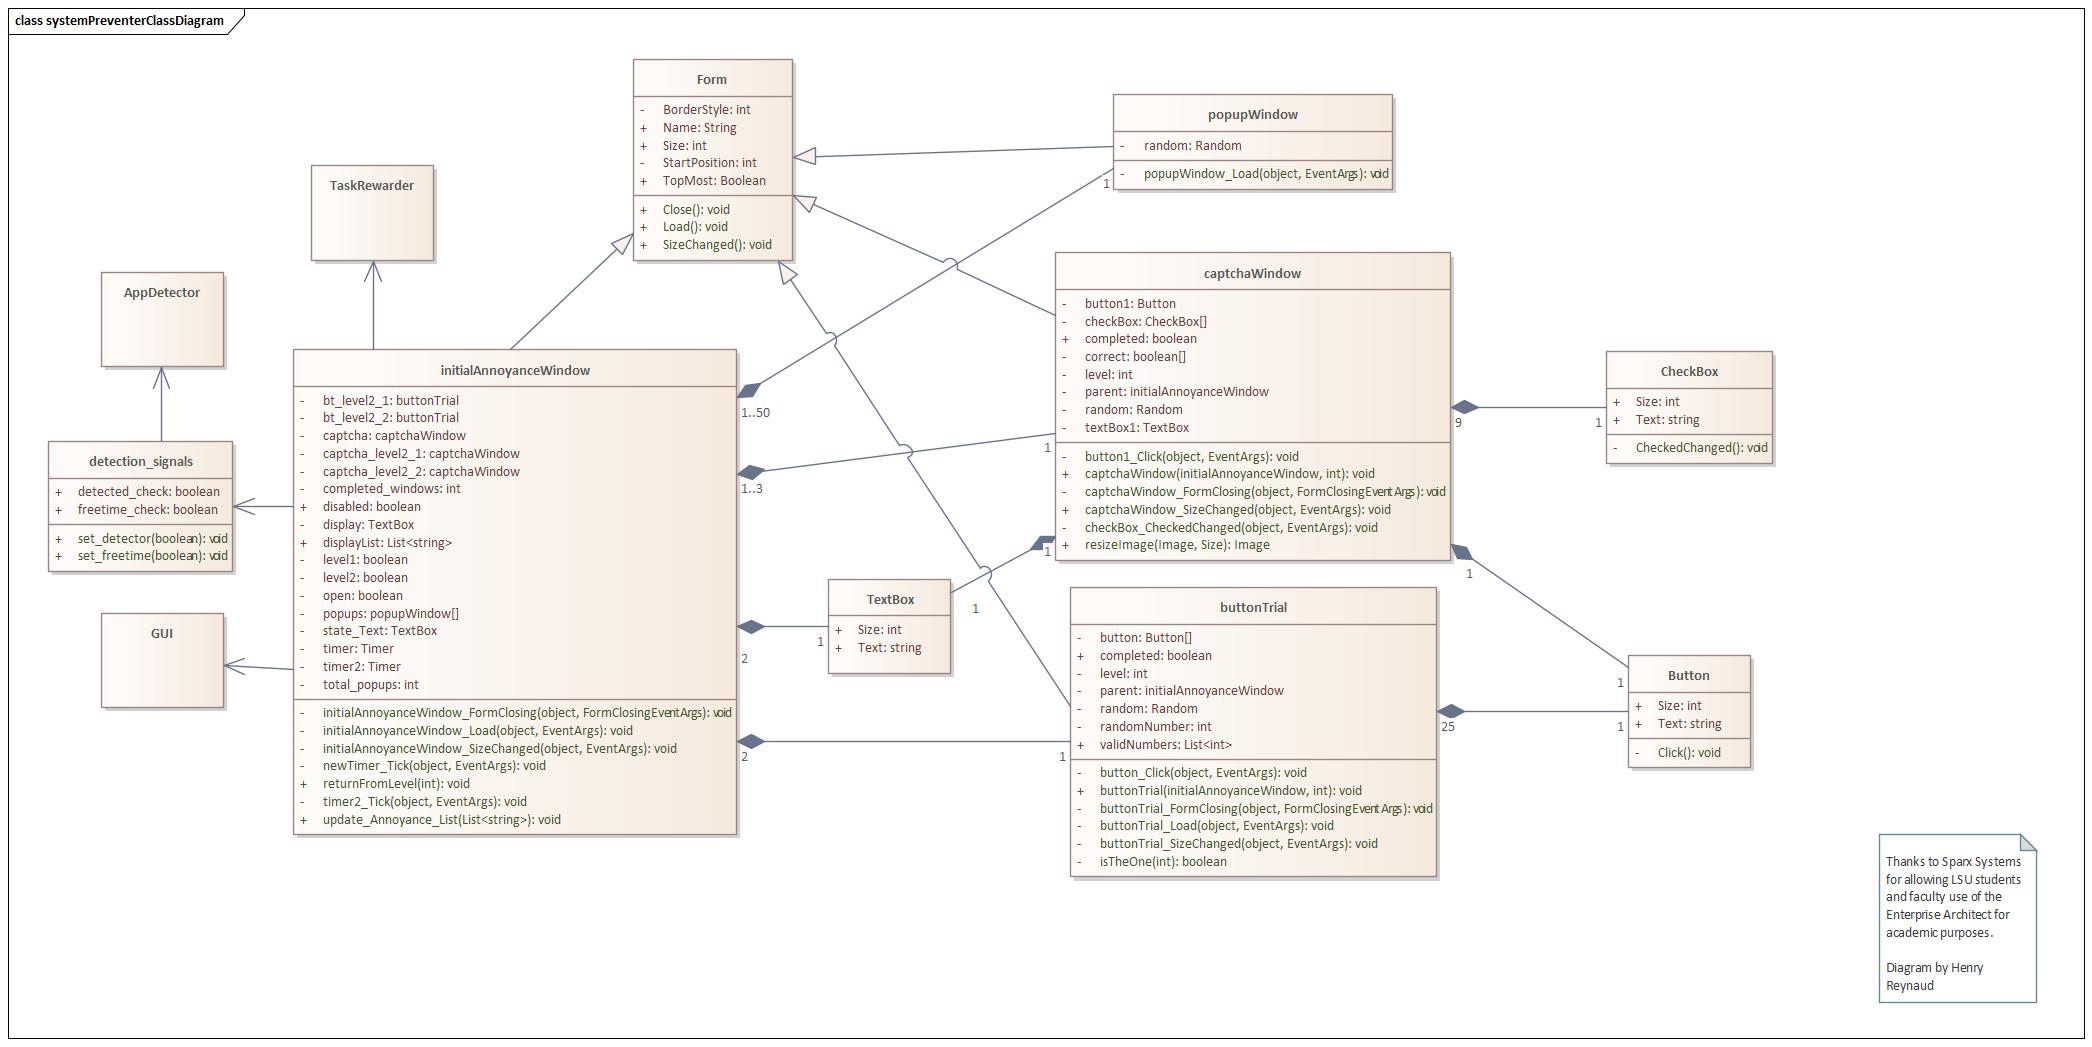 class systemPreventerClassDiagram
Form
- BorderStyle: int
+ Name: String
+ Size: int
- StartPosition: int
+ TopMost: Boolean
+ Close(): void
+ Load(): void
+ SizeChanged(): void
popupWindow
- random: Random
- popupWindow_Load(object, EventArgs): void
1
TaskRewarder
AppDetector
captchaWindow
- button1: Button
- checkBox: CheckBox[]
+ completed: boolean
- correct: boolean[]
- level: int
- parent: initialAnnoyanceWindow
- random: Random
- textBox1: TextBox
- button1_Click(object, EventArgs): void
+ captchaWindow(initialAnnoyanceWindow, int): void
- captchaWindow_FormClosing(object, FormClosingEventArgs): void
+ captchaWindow_SizeChanged(object, EventArgs): void
- checkBox_CheckedChanged(object, EventArgs): void
+ resizeImage(Image, Size): Image
CheckBox
+ Size: int
+ Text: string
- CheckedChanged(): void
9
1
initialAnnoyanceWindow
- bt_level2_1: buttonTrial
- bt_level2_2: buttonTrial
- captcha: captchaWindow
- captcha_level2_1: captchaWindow
- captcha_level2_2: captchaWindow
- completed_windows: int
+ disabled: boolean
- display: TextBox
+ displayList: List<string>
- level1: boolean
- level2: boolean
- open: boolean
- popups: popupWindow[]
- state_Text: TextBox
- timer: Timer
- timer2: Timer
- total_popups: int
- initialAnnoyanceWindow_FormClosing(object, FormClosingEventArgs): void
- initialAnnoyanceWindow_Load(object, EventArgs): void
- initialAnnoyanceWindow_SizeChanged(object, EventArgs): void
- newTimer_Tick(object, EventArgs): void
+ returnFromLevel(int): void
- timer2_Tick(object, EventArgs): void
+ update_Annoyance_List(List<string>): void
1..50
1
1..3
detection_signals
+ detected_check: boolean
+ freetime_check: boolean
+ set_detector(boolean): void
+ set_freetime(boolean): void
GUI
TextBox
+ Size: int
+ Text: string
1
1
1
2
buttonTrial
- button: Button[]
+ completed: boolean
- level: int
- parent: initialAnnoyanceWindow
- random: Random
- randomNumber: int
+ validNumbers: List<int>
- button_Click(object, EventArgs): void
+ buttonTrial(initialAnnoyanceWindow, int): void
- buttonTrial_FormClosing(object, FormClosingEventArgs): void
- buttonTrial_Load(object, EventArgs): void
- buttonTrial_SizeChanged(object, EventArgs): void
- isTheOne(int): boolean
2
1
1
1
25
1
Button
+ Size: int
+ Text: string
- Click(): void
Thanks to Sparx Systems
for allowing LSU students
and faculty use of the
Enterprise Architect for
academic purposes.
Diagram by Henry
Reynaud